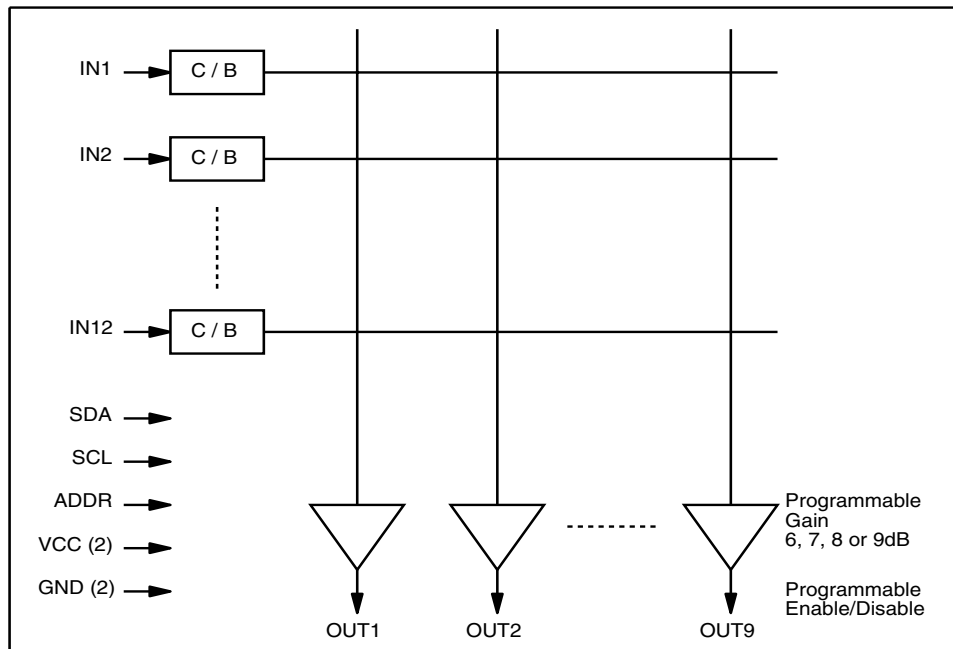 IN1
C / B
IN2
C / B
IN12
C / B
SDA
SCL
ADDR
VCC (2)
GND (2)
Programmable
Gain
6, 7, 8 or 9dB
Programmable
Enable/Disable
OUT1
OUT2
OUT9